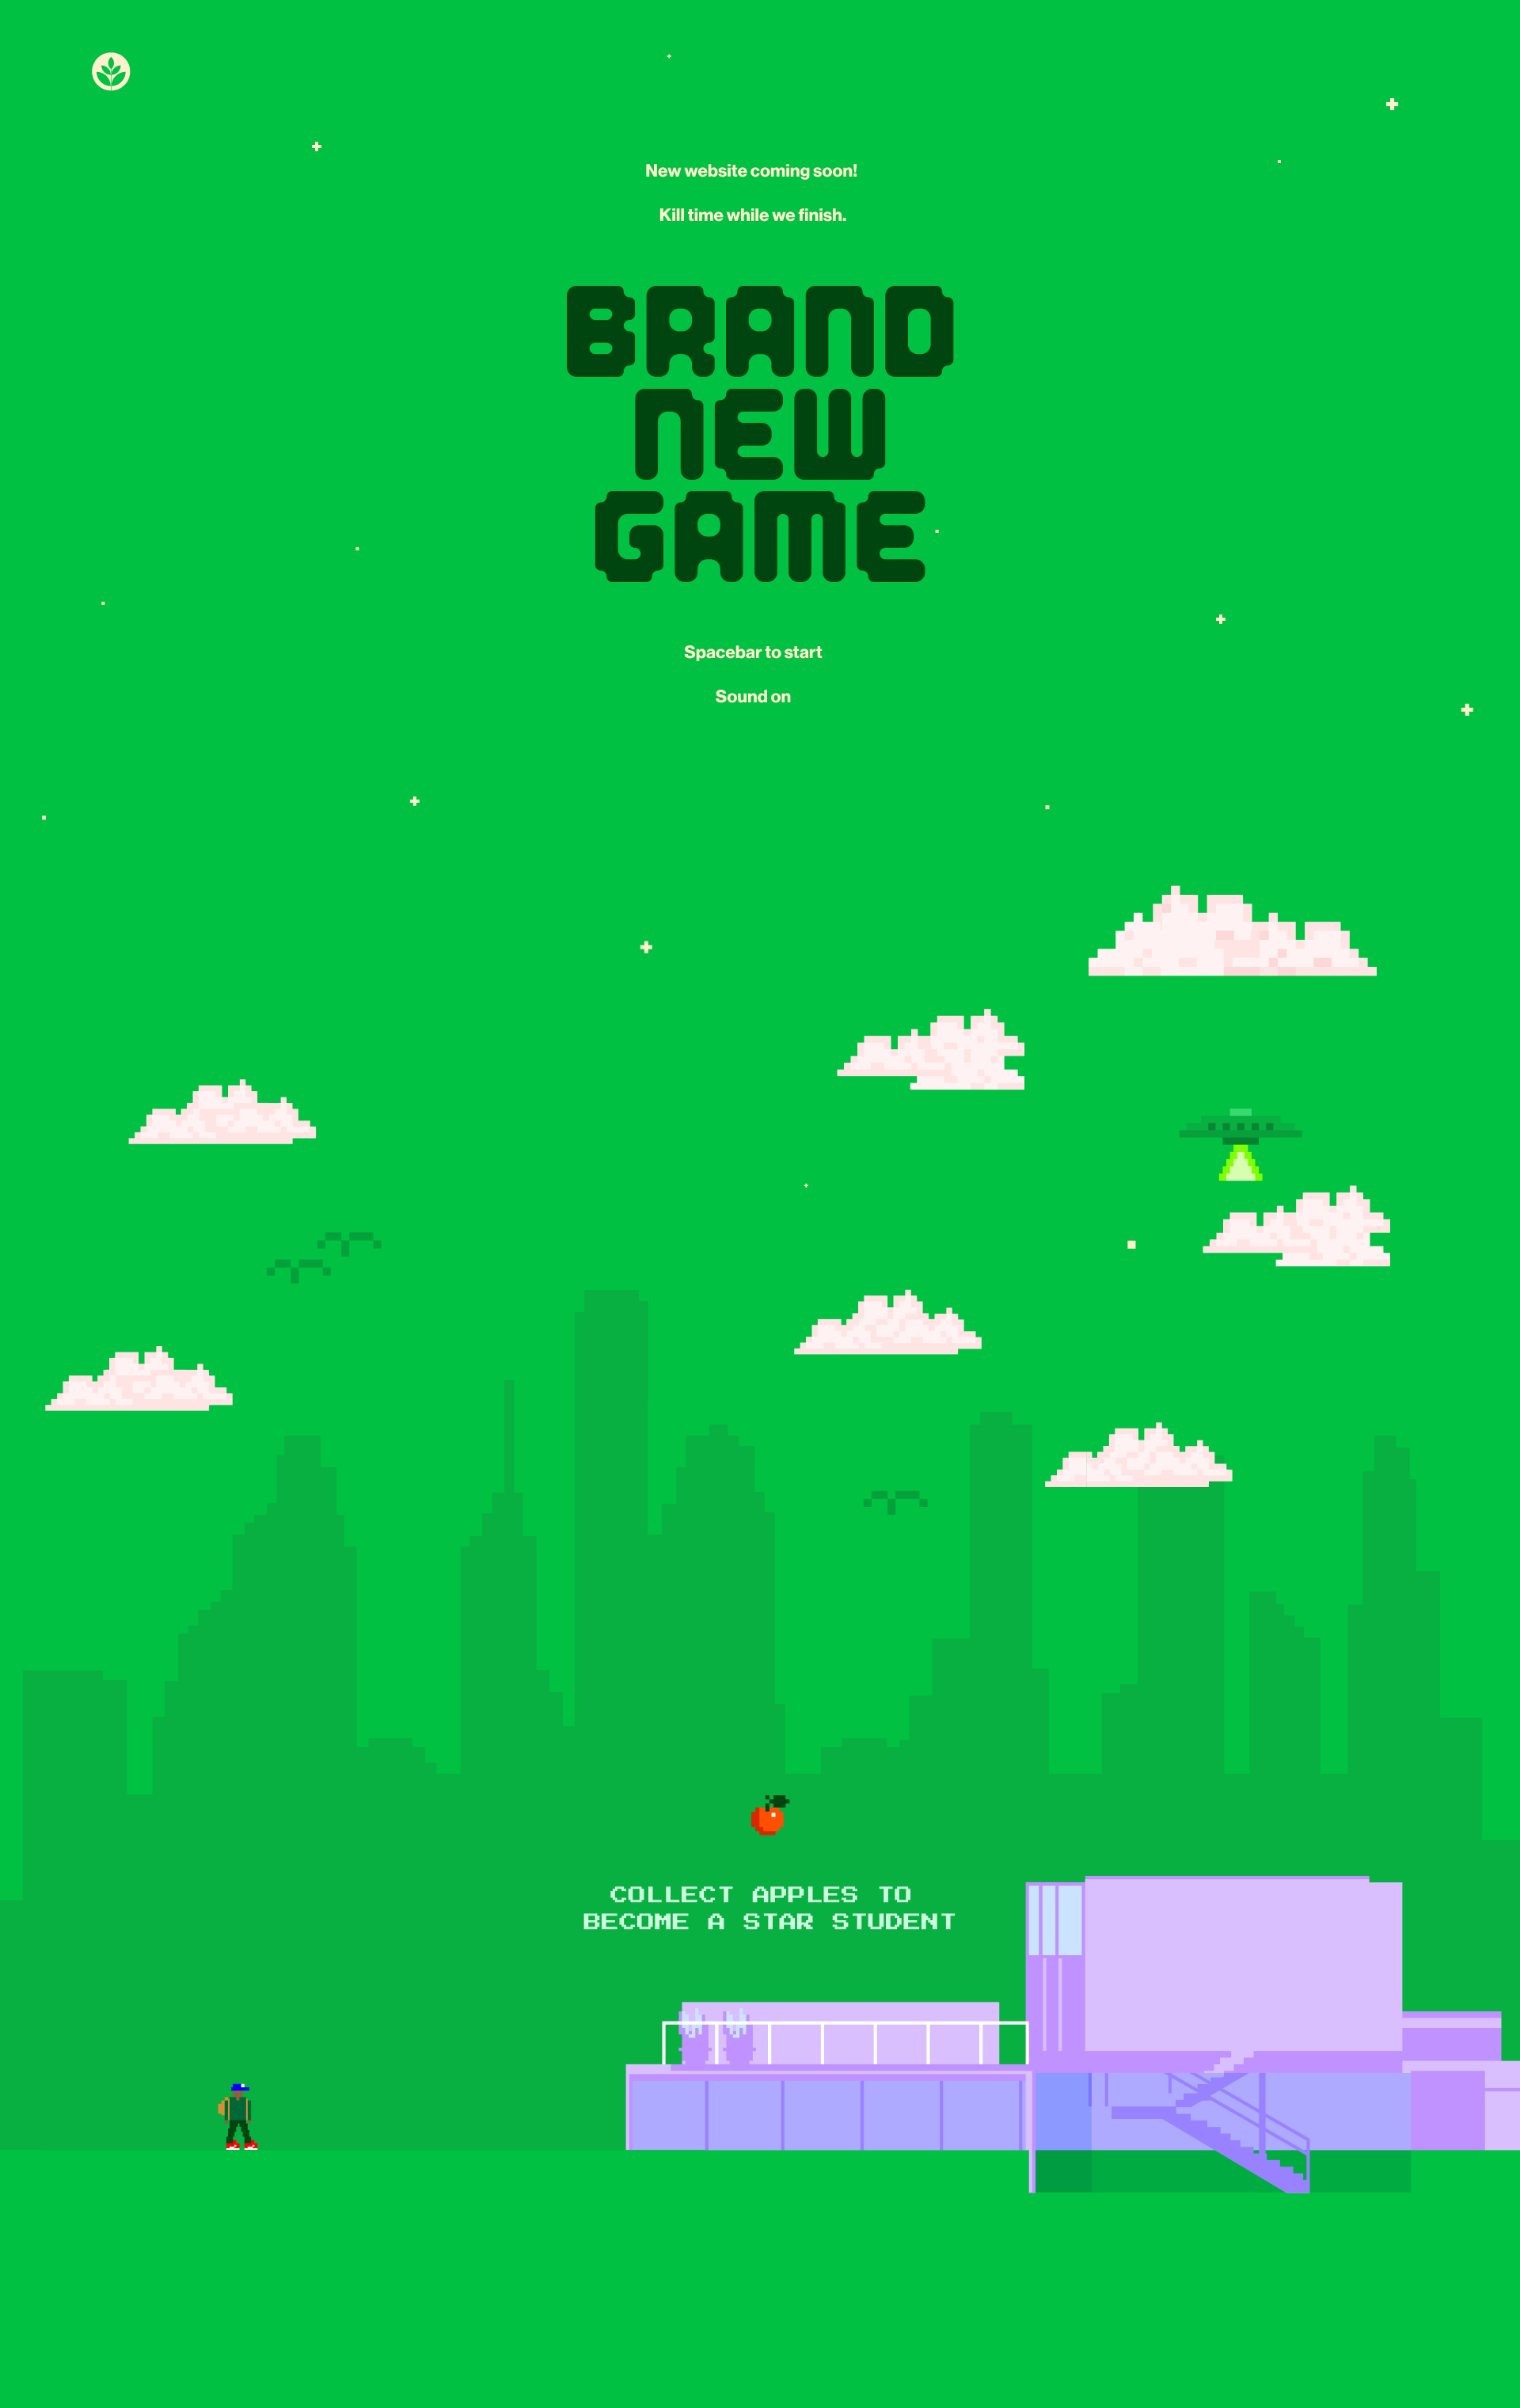 New website coming soon!
Kill time while we finish.
BRAND
NEW
GAME
Spacebar to start
Sound on
COLLECT APPLES TO
BECOME A STAR STUDENT